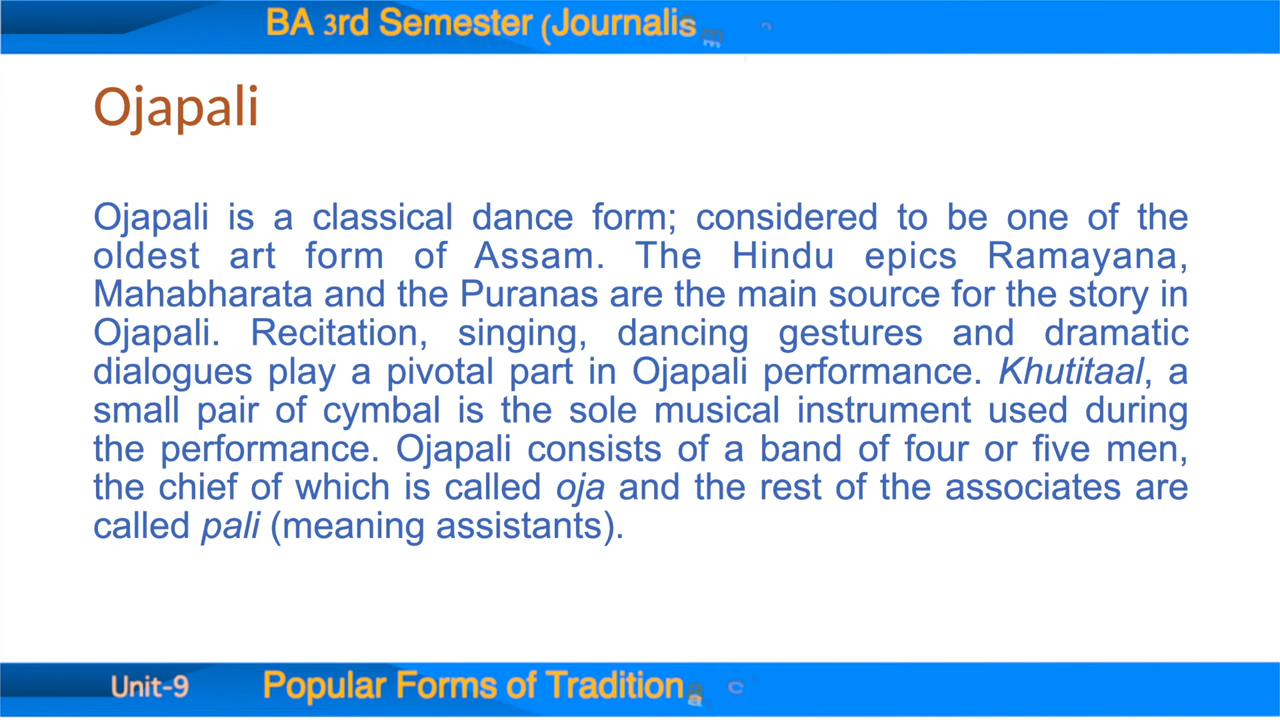 BA 3rd Semester (Journalis
Ojapali
Ojapali is a classical dance form; considered to be one of the
oldest art form of Assam. The Hindu epics Ramayana,
Mahabharata and the Puranas are the main source for the story in
Ojapali. Recitation, singing, dancing gestures and dramatic
dialogues play a pivotal part in Ojapali performance. Khutitaal, a
small pair of cymbal is the sole musical instrument used during
the performance. Ojapali consists of a band of four or five men,
the chief of which is called oja and the rest of the associates are
called pali (meaning assistants).
Unit-9 Popular Forms of Tradition